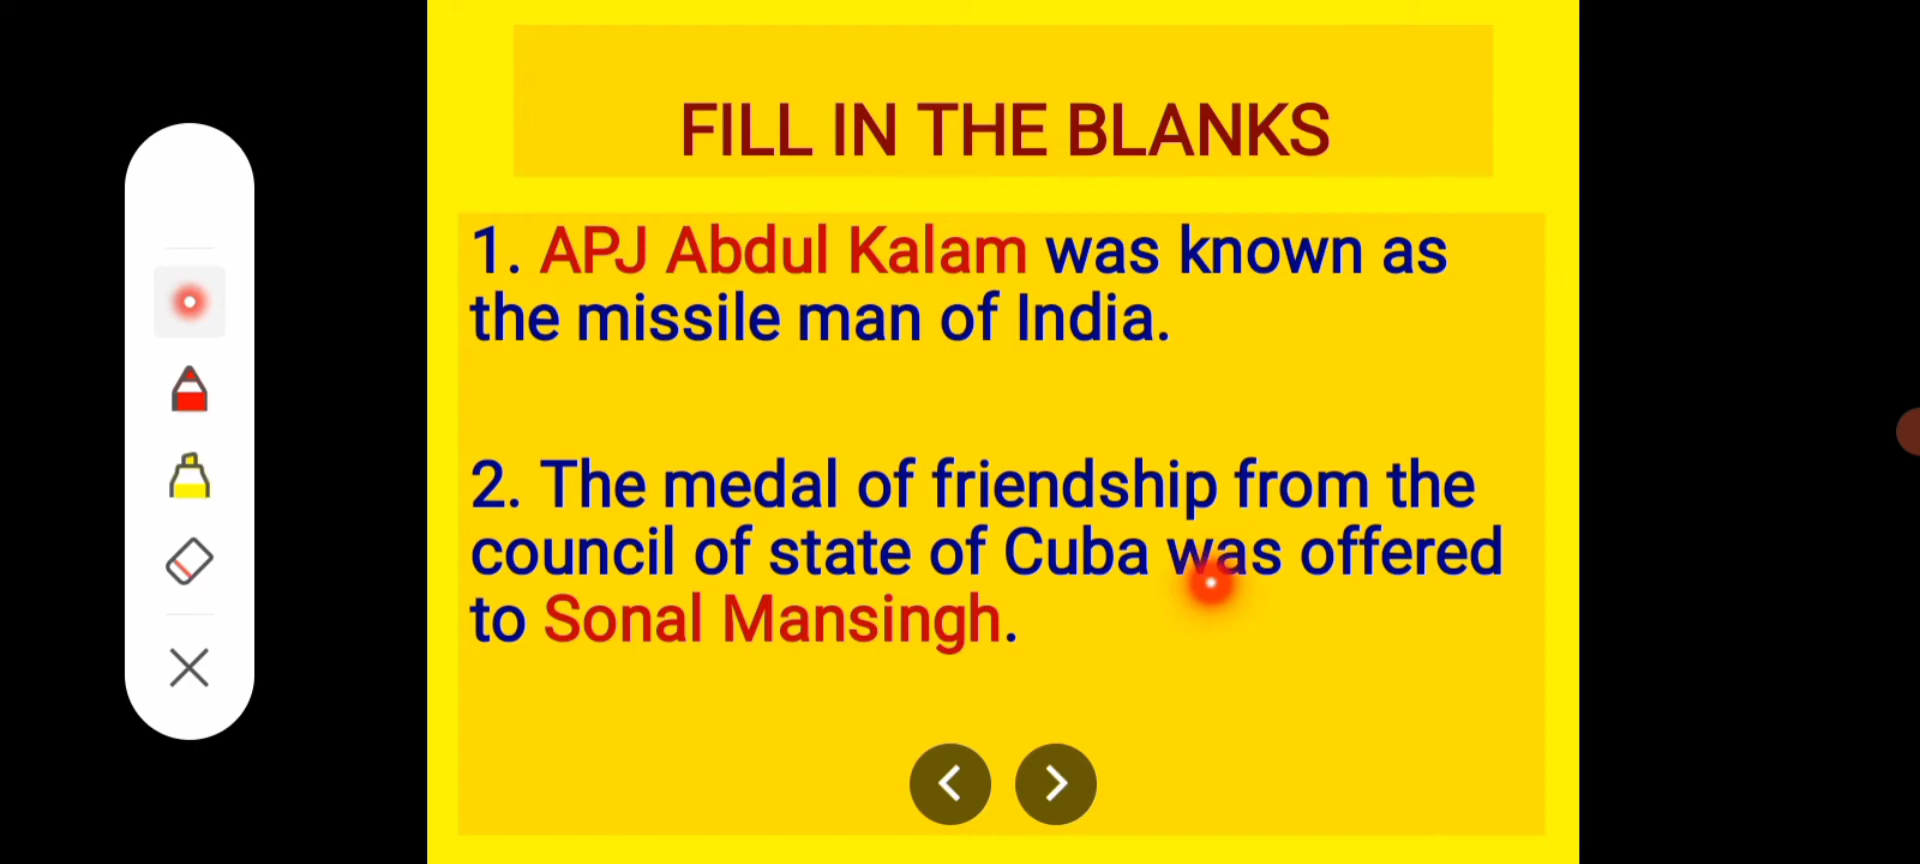 FILL IN THE BLANKS
1. APJ Abdul Kalam was known as
the missile man of India.
2. The medal of friendship from the
council of state of Cuba was offered
to Sonal Mansingh.